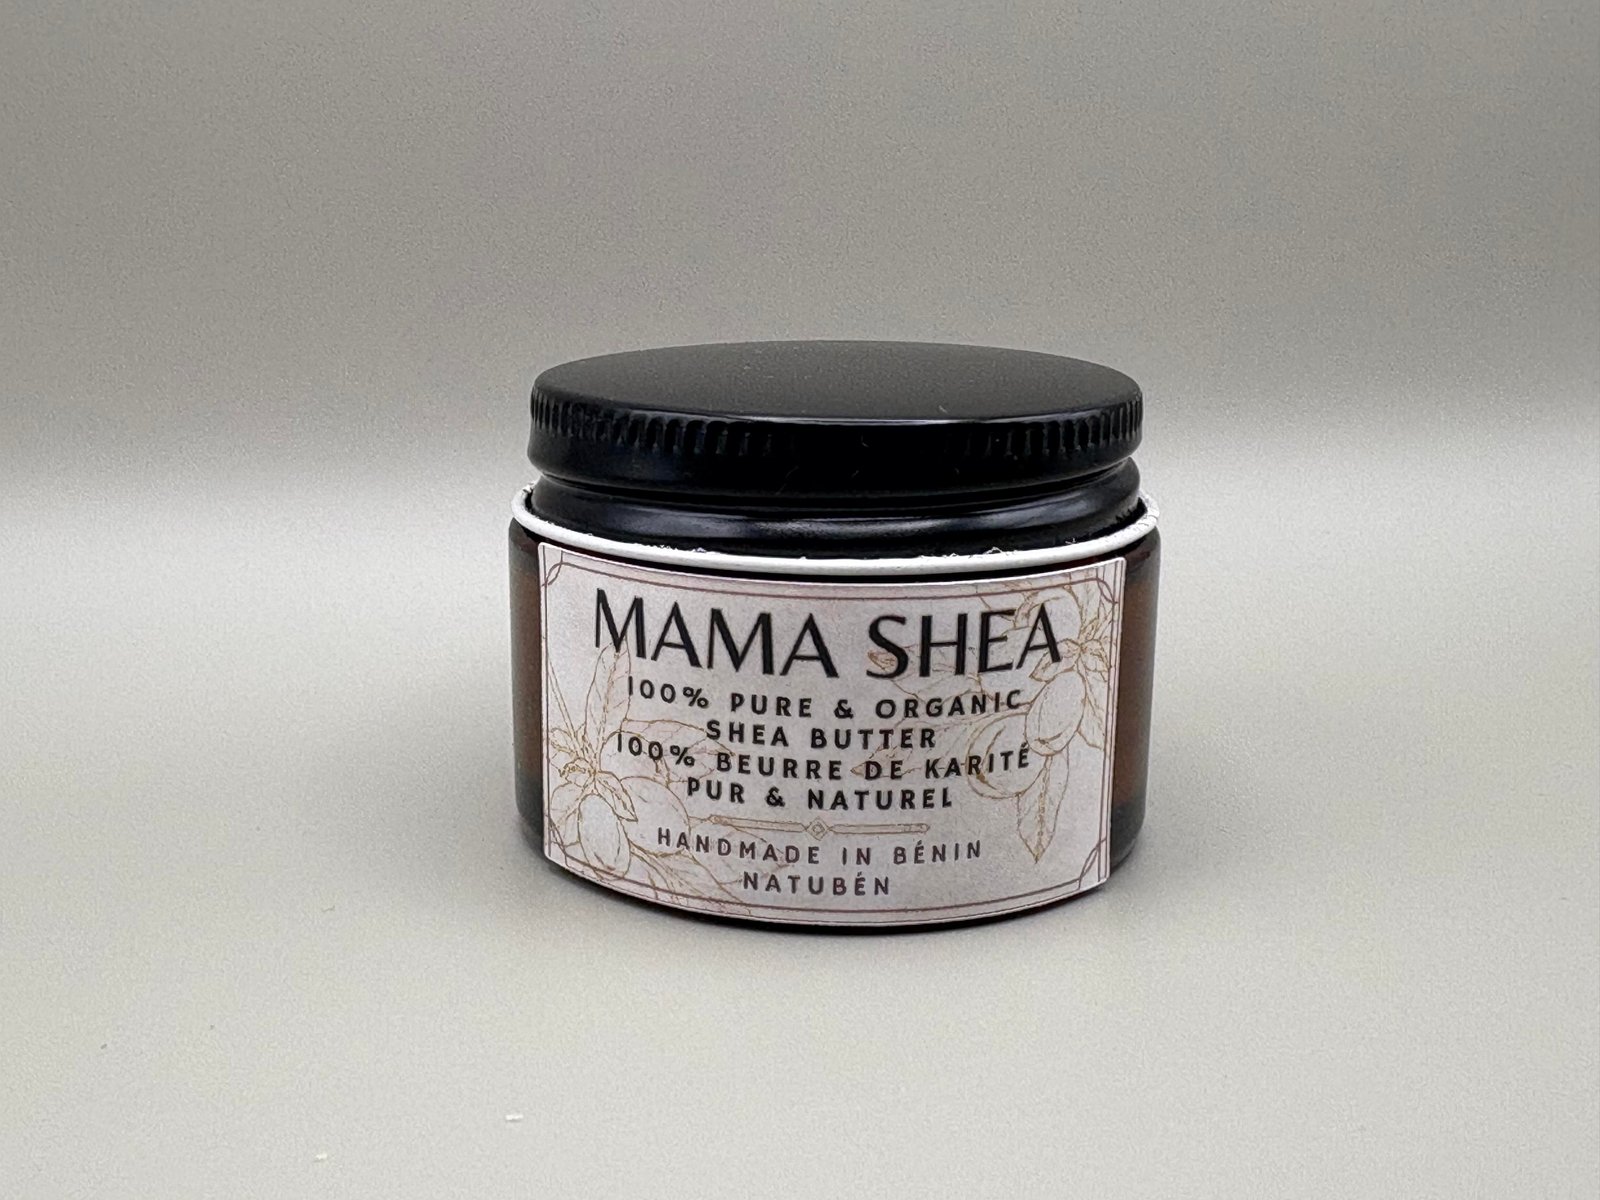 MAMA SHEA
100% PURE & ORGANIC
SHEA BUTTER
100% BEURRE DE KARITÉ
PUR & NATUREL
HANDMADE IN BÉNIN
NATUBÉN